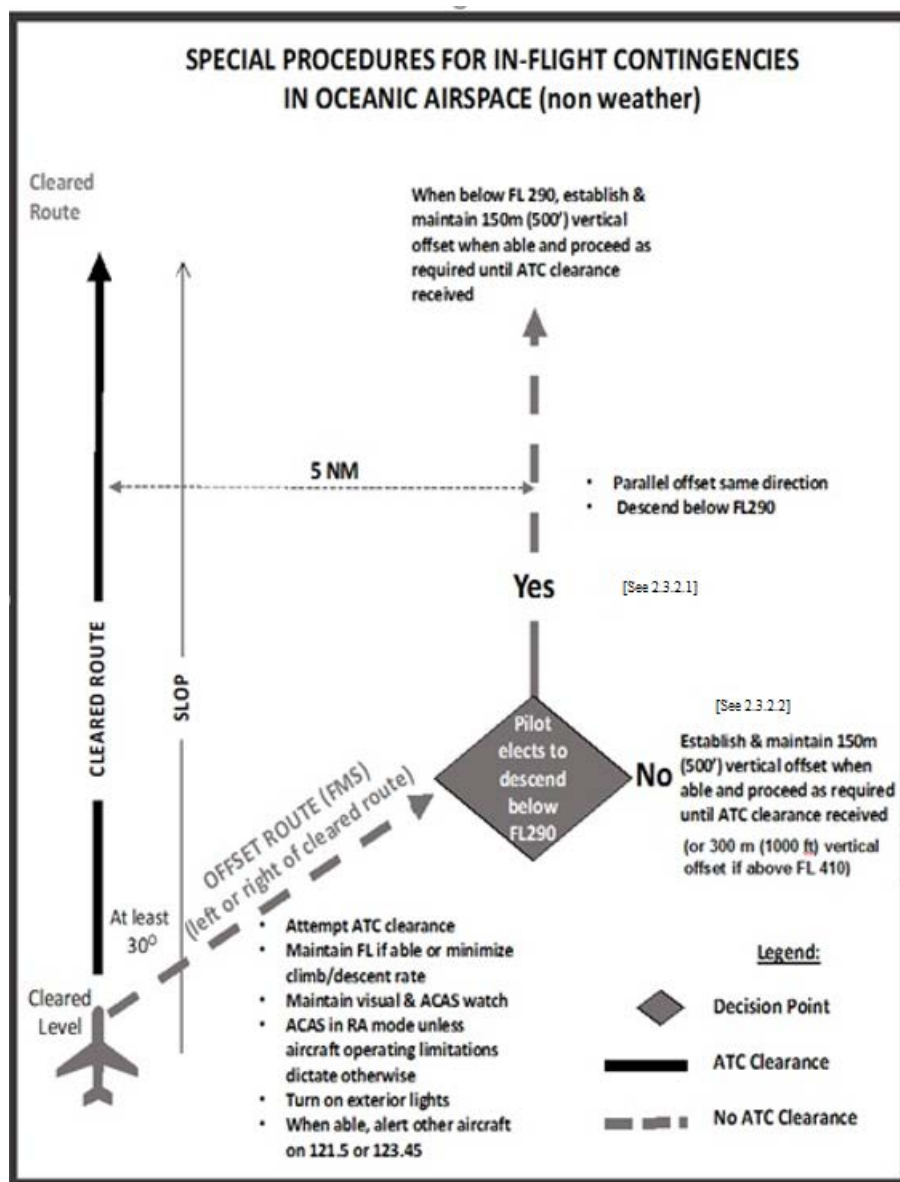 SPECIAL PROCEDURES FOR IN-FLIGHT CONTINGENCIES
IN OCEANIC AIRSPACE (non weather)
Cleared
Route
When below FL 290, establish &
maintain 150m (500') vertical
offset when able and proceed as
required until ATC clearance
received
5 NM
• Parallel offset same direction
• Descend below FL290
Yes
[See 2.3.2.1]
CLEARED ROUTE
SLOP
[See 2.3.2.2]
Pilot
elects to
descend
below
FL290
No
Establish & maintain 150m
(500') vertical offset when
able and proceed as required
until ATC clearance received
(or 300 m (1000 ft) vertical
offset if above FL 410)
OFFSET ROUTE (FMS)
(left or right of cleared route)
At least
30º
Cleared
Level
• Attempt ATC clearance
• Maintain FL if able or minimize
climb/descent rate
• Maintain visual & ACAS watch
• ACAS in RA mode unless
aircraft operating limitations
dictate otherwise
• Turn on exterior lights
• When able, alert other aircraft
on 121.5 or 123.45
Legend:
Decision Point
ATC Clearance
No ATC Clearance